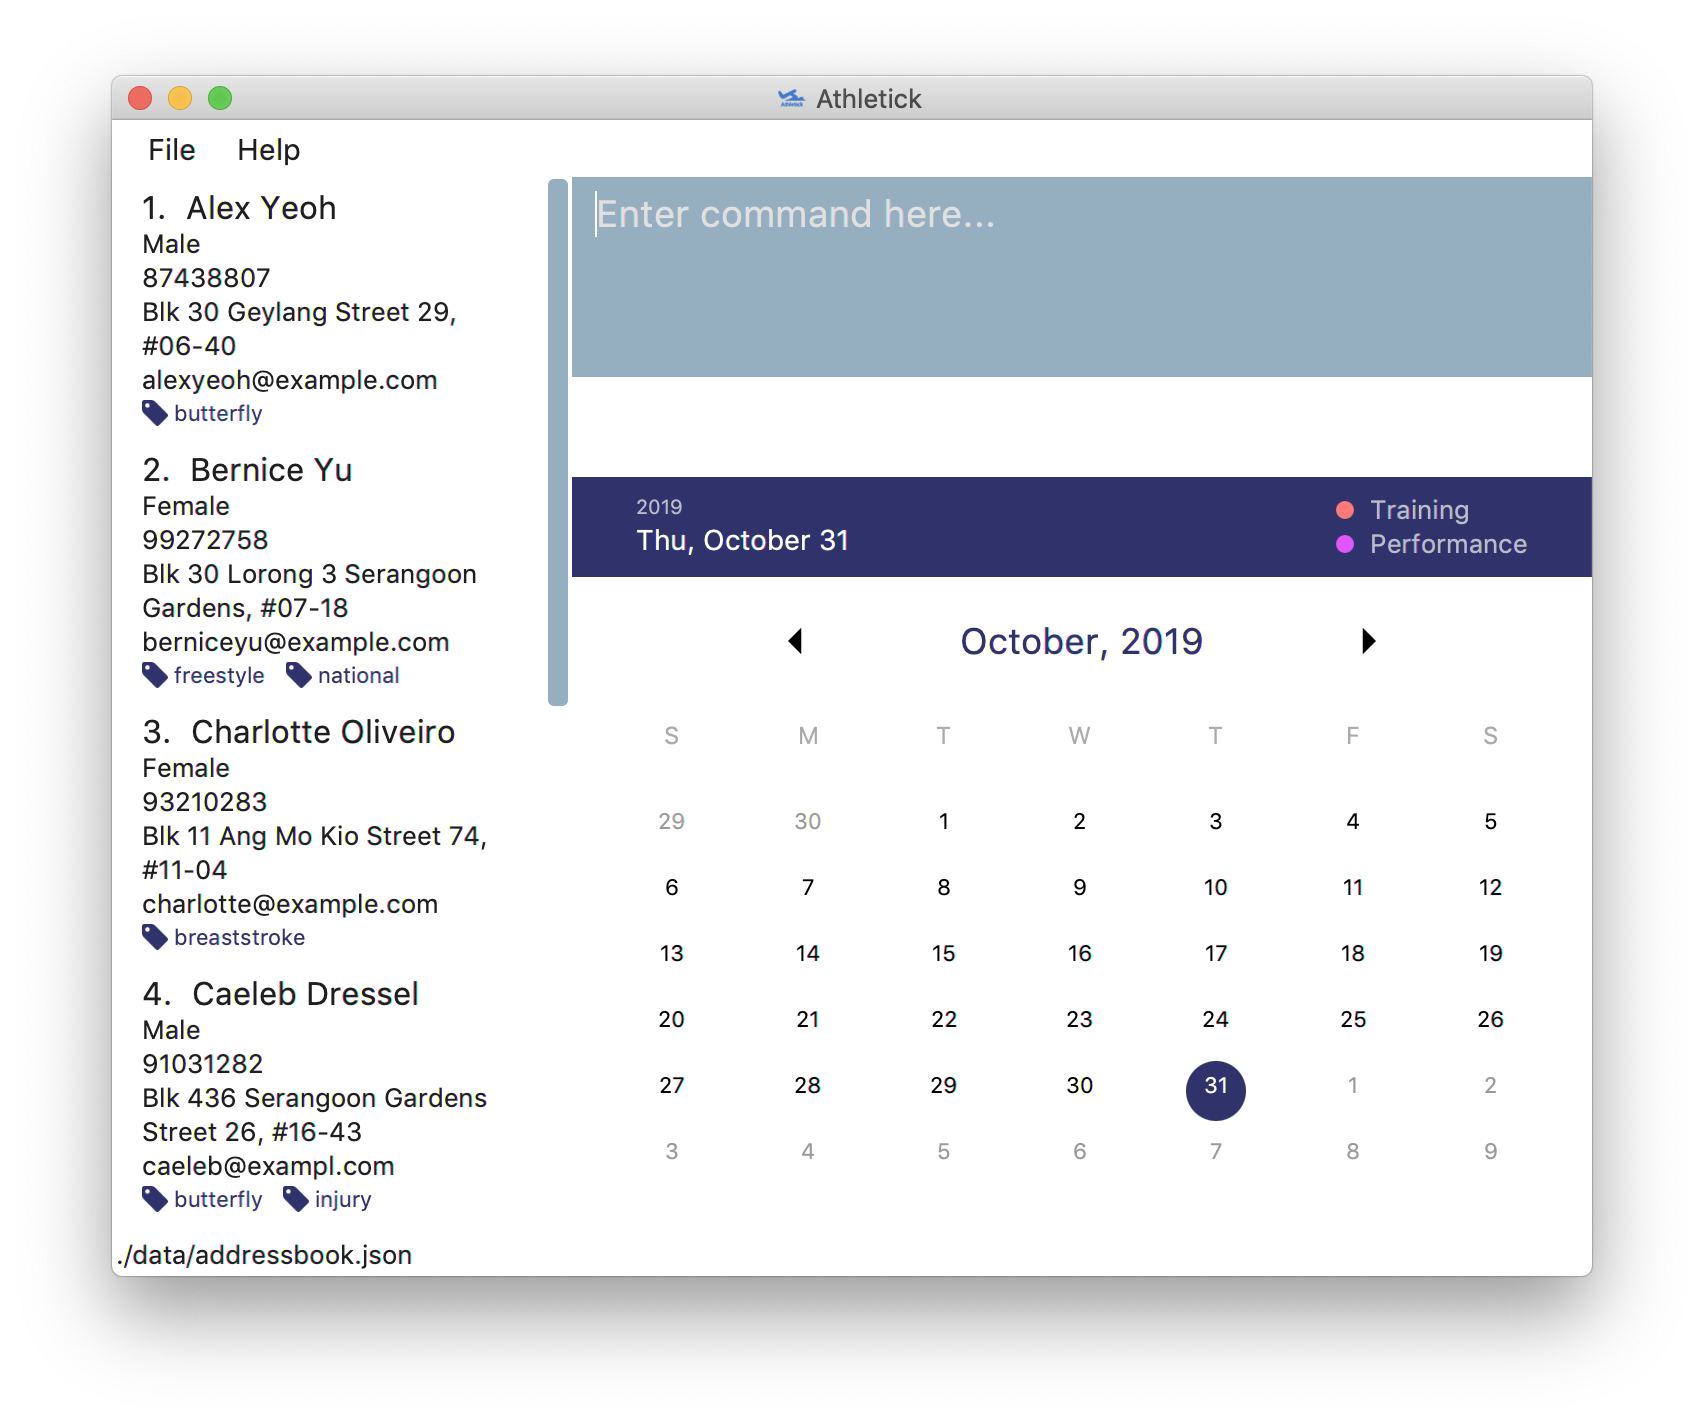 Athletick
File Help
1. Alex Yeoh
Male
87438807
Blk 30 Geylang Street 29,
#06-40
alexyeoh@example.com
butterfly
2. Bernice Yu
Female
99272758
Blk 30 Lorong 3 Serangoon
Gardens, #07-18
berniceyu@example.com
freestyle national
3. Charlotte Oliveiro
Female
93210283
Blk 11 Ang Mo Kio Street 74,
#11-04
charlotte@example.com
breaststroke
4. Caeleb Dressel
Male
91031282
Blk 436 Serangoon Gardens
Street 26, #16-43
caeleb@exampl.com
butterfly injury
./data/addressbook.json
Enter command here...
2019
Thu, October 31
Training
Performance
October, 2019
S M T W T F S
29 30 1 2 3 4 5
6 7 8 9 10 11 12
13 14 15 16 17 18 19
20 21 22 23 24 25 26
27 28 29 30 31 1 2
3 4 5 6 7 8 9